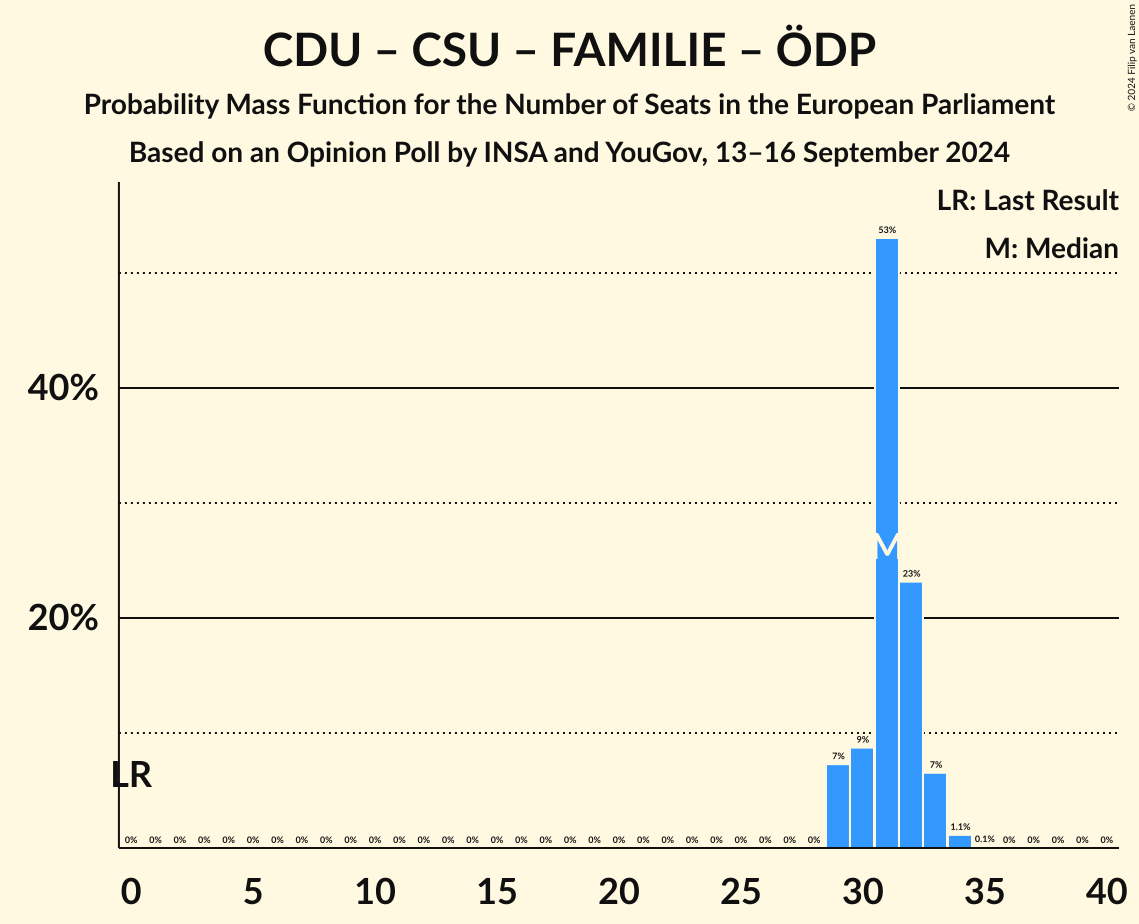 CDU – CSU – FAMILIE – ÖDP
Probability Mass Function for the Number of Seats in the European Parliament
Based on an Opinion Poll by INSA and YouGov, 13–16 September 2024
© 2024 Filip van Laenen
LR: Last Result
M: Median
53%
40%
M
23%
20%
9%
7% 7%
LR
1.1%
0% 0% 0% 0% 0% 0% 0% 0% 0% 0% 0% 0% 0% 0% 0% 0% 0% 0% 0% 0% 0% 0% 0% 0% 0% 0% 0% 0% 0% 0.1% 0% 0% 0% 0% 0%
0 5 10 15 20 25 30 35 40